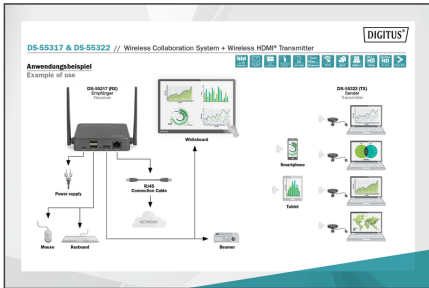 DIGITUS®
DS-55317 & DS-55322 // Wireless Collaboration System + Wireless HDMI® Transmitter
Anwendungsbeispiel
Example of use
DS-55317 (RX)
Empfänger
Receiver
DS-55322 (TX)
Sender
Transmitter
Whiteboard
Smartphone
Power supply
RJ45
Connection Cable
Tablet
NETWORK
Mouse
Keyboard
Beamer